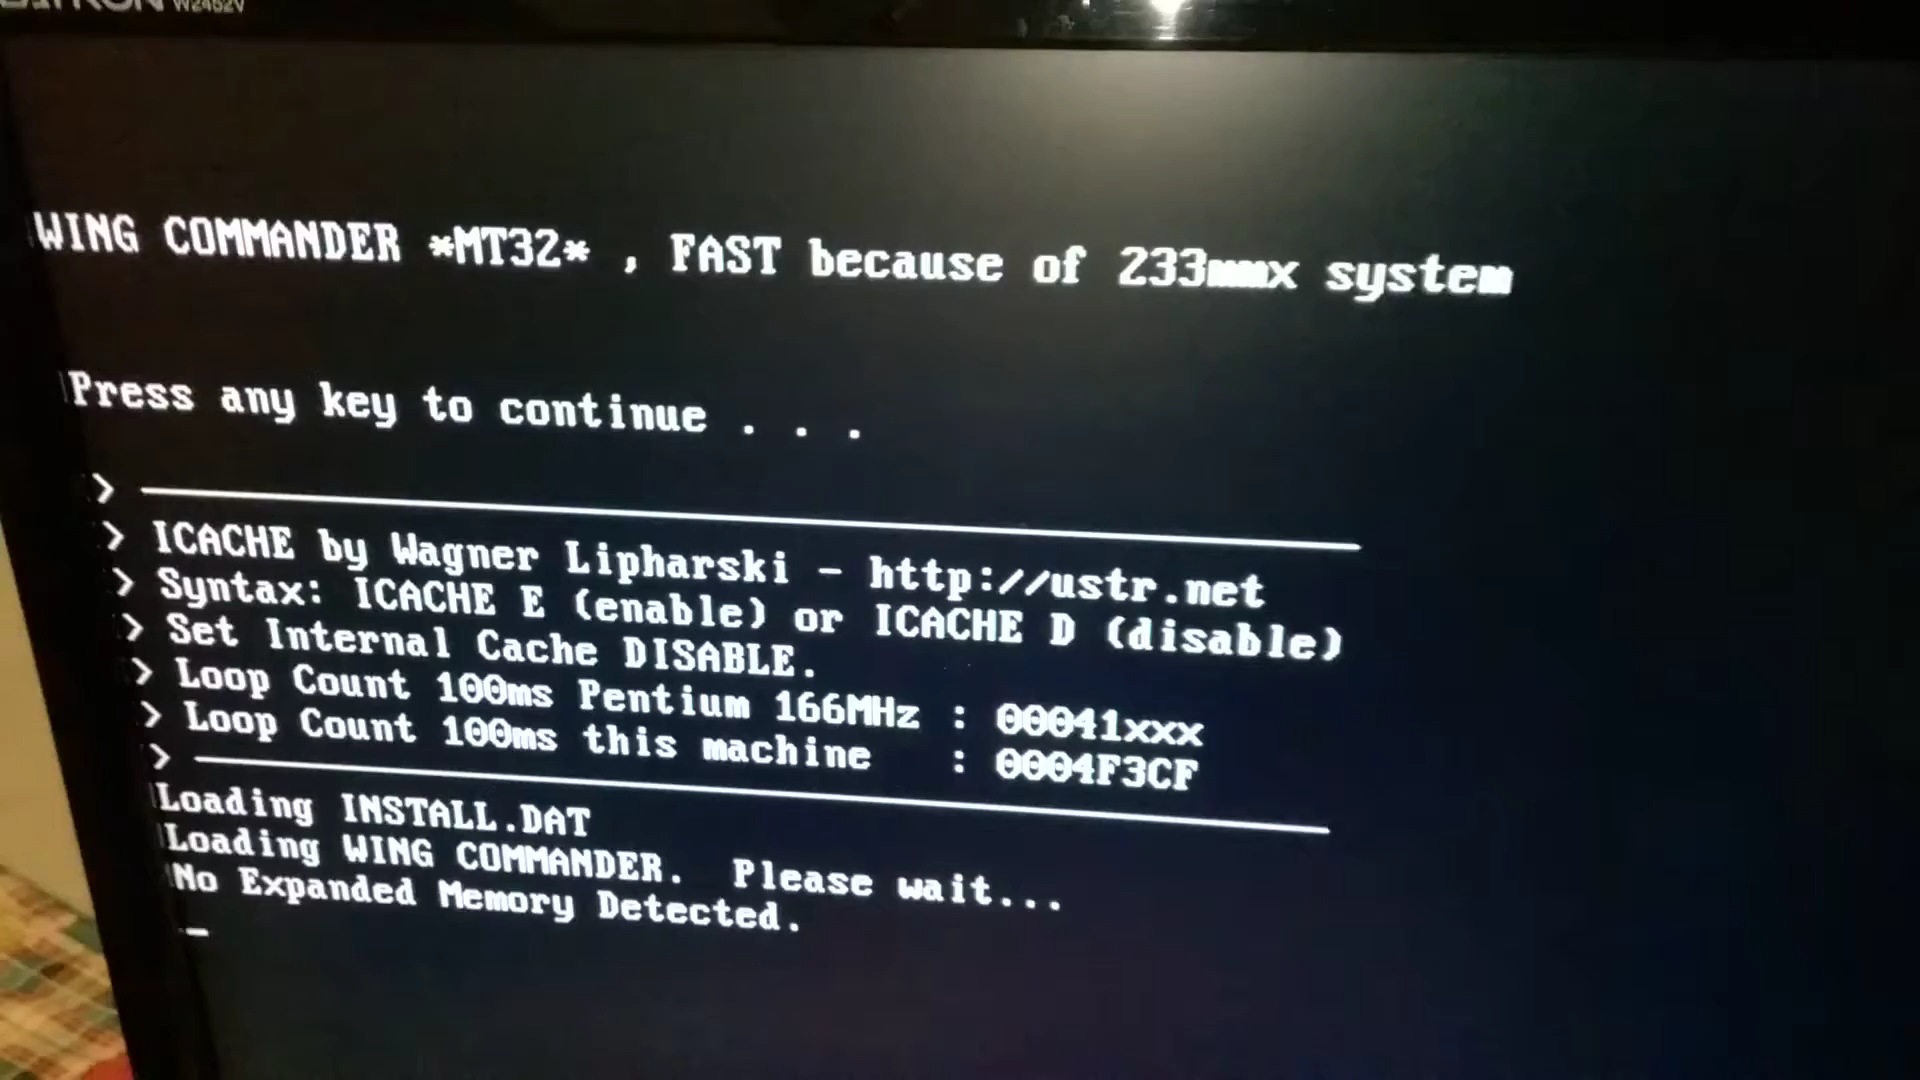 W2452V
WING COMMANDER *MT32* , FAST because of 233mmx system
Press any key to continue . . .
>
> ICACHE by Wagner Lipharski - http://ustr.net
> Syntax: ICACHE E (enable) or ICACHE D (disable)
> Set Internal Cache DISABLE.
> Loop Count 100ms Pentium 166MHz : 00041xxx
> Loop Count 100ms this machine : 0004F3CF
>
Loading INSTALL.DAT
Loading WING COMMANDER. Please wait...
No Expanded Memory Detected.
_